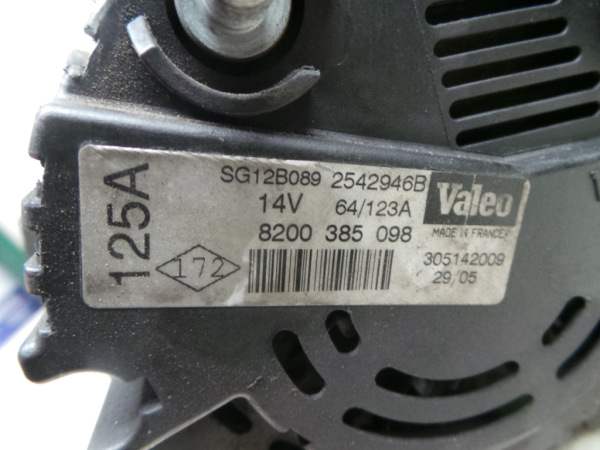 125A
SG12B089 2542946B
14V 64/123A
8200 385 098
172
Valeo
MADE IN FRANCE
305142009
29/05